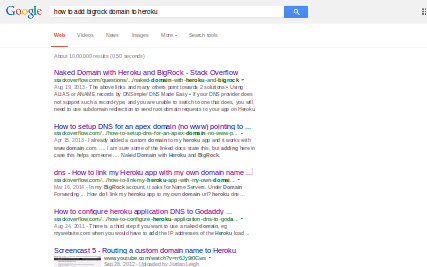 Google how to add bigrock domain to heroku
Web Videos News Images More Search tools
About 10,00,000 results (0.50 seconds)
Naked Domain with Heroku and BigRock - Stack Overflow
stackoverflow.com/questions/.../naked-domain-with-heroku-and-bigrock
Aug 19, 2013 - The above links and many others point towards 2 solutions • Using
ALIAS or ANAME records by DNSimple/ DNS Made Easy • If your DNS provider does
not support such a record type, and you are unable to switch to one that does, you will
need to use subdomain redirection to send root domain requests to your app on Heroku
How to setup DNS for an apex domain (no www) pointing to ...
stackoverflow.com/.../how-to-setup-dns-for-an-apex-domain-no-www-p...
Apr 15, 2013 - I already added a custom domain to my heroku app and it works with
www.domain.com. ... I am sure some of the linked docs state this, but adding here in
case this helps someone ... Naked Domain with Heroku and BigRock.
dns - How to link my Heroku app with my own domain name ...
stackoverflow.com/.../how-to-link-my-heroku-app-with-my-own-domai...
Mar 16, 2014 - In my BigRock account, it asks for Name Servers. Under Domain
Forwarding ... How do I link my heroku app to my own domain url? heroku dns ...
How to configure heroku application DNS to Godaddy ...
stackoverflow.com/.../how-to-configure-heroku-application-dns-to-goda...
Aug 24, 2011 - There is a third step if you want to use a naked domain, eg
mywebsite.com when you would have to add the IP addresses of the Heroku load ...
Screencast 5 - Routing a custom domain name to Heroku
Sep 28, 2012 - Uploaded by Jordan Leigh